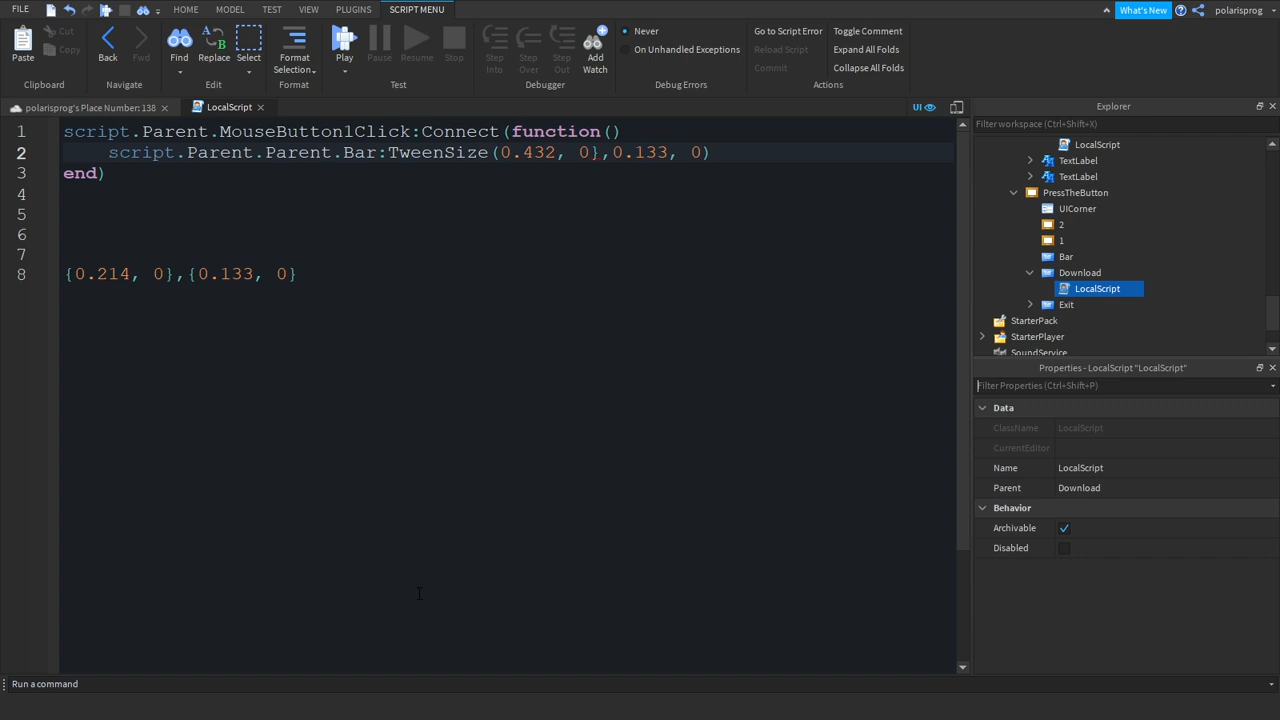 FILE HOME MODEL TEST VIEW PLUGINS SCRIPT MENU What's New polarisprog
Paste Cut Copy Back Fwd Find Replace Select Format Selection Play Pause Resume Stop Step Into Step Over Step Out Add Watch Never On Unhandled Exceptions Go to Script Error Reload Script Commit Toggle Comment Expand All Folds Collapse All Folds
Clipboard Navigate Edit Format Test Debugger Debug Errors Actions
polarisprog's Place Number: 138 LocalScript UI
1 script.Parent.MouseButton1Click:Connect(function()
2 script.Parent.Parent.Bar:TweenSize(0.432, 0},0.133, 0)
3 end)
4
5
6
7
8 {0.214, 0},{0.133, 0}
Explorer
Filter workspace (Ctrl+Shift+X)
LocalScript
TextLabel
TextLabel
PressTheButton
UICorner
2
1
Bar
Download
LocalScript
Exit
StarterPack
StarterPlayer
SoundService
Properties - LocalScript "LocalScript"
Filter Properties (Ctrl+Shift+P)
Data
ClassName LocalScript
CurrentEditor
Name LocalScript
Parent Download
Behavior
Archivable
Disabled
Run a command